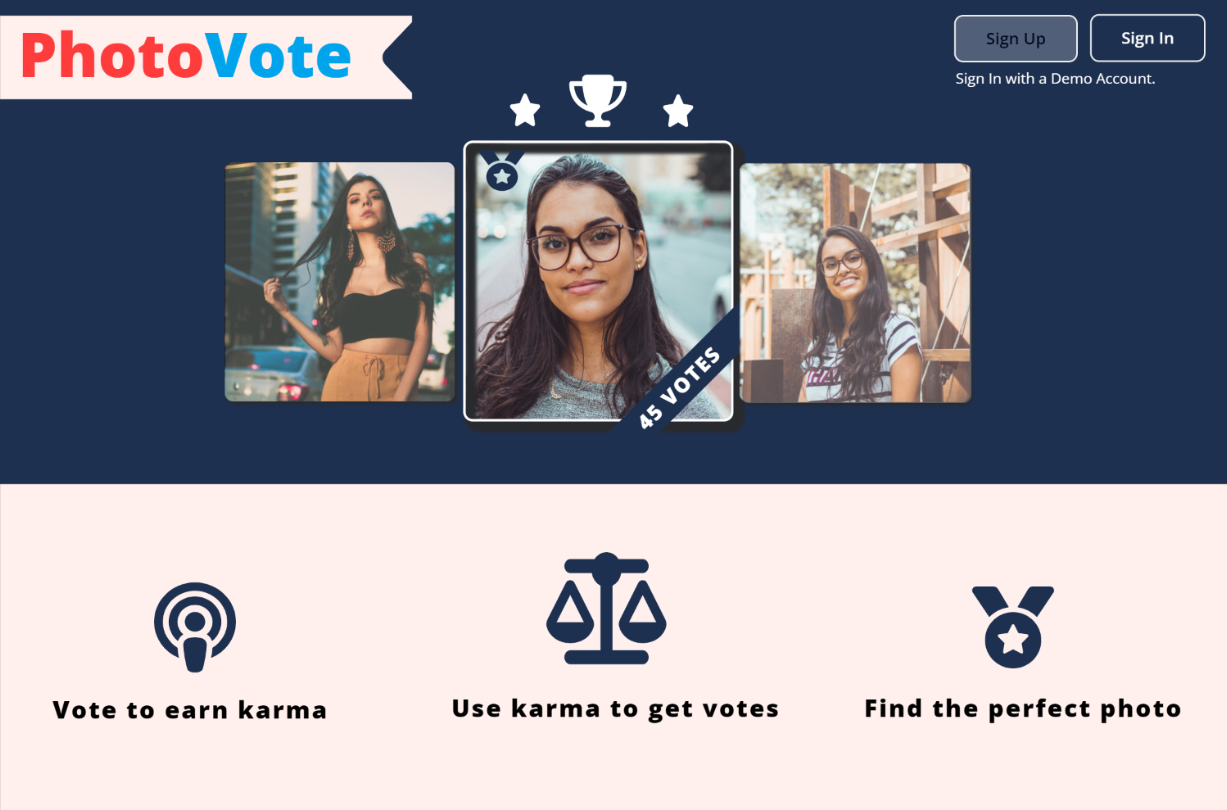 PhotoVote
Sign Up
Sign In
Sign In with a Demo Account.
45 VOTES
Vote to earn karma
Use karma to get votes
Find the perfect photo